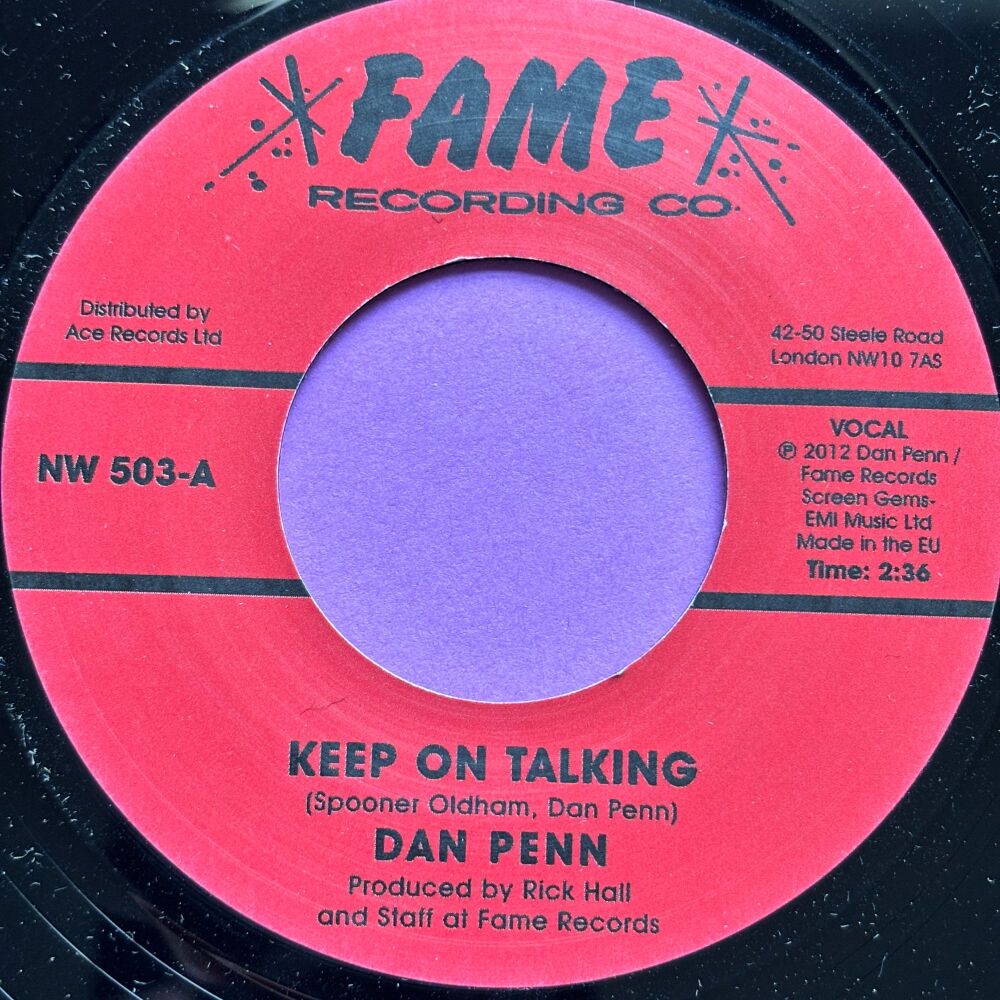 FAME
RECORDING CO.
Distributed by
Ace Records Ltd
42-50 Steele Road
London NW10 7AS
NW 503-A
VOCAL
℗ 2012 Dan Penn /
Fame Records
Screen Gems-
EMI Music Ltd
Made in the EU
Time: 2:36
KEEP ON TALKING
(Spooner Oldham, Dan Penn)
DAN PENN
Produced by Rick Hall
and Staff at Fame Records